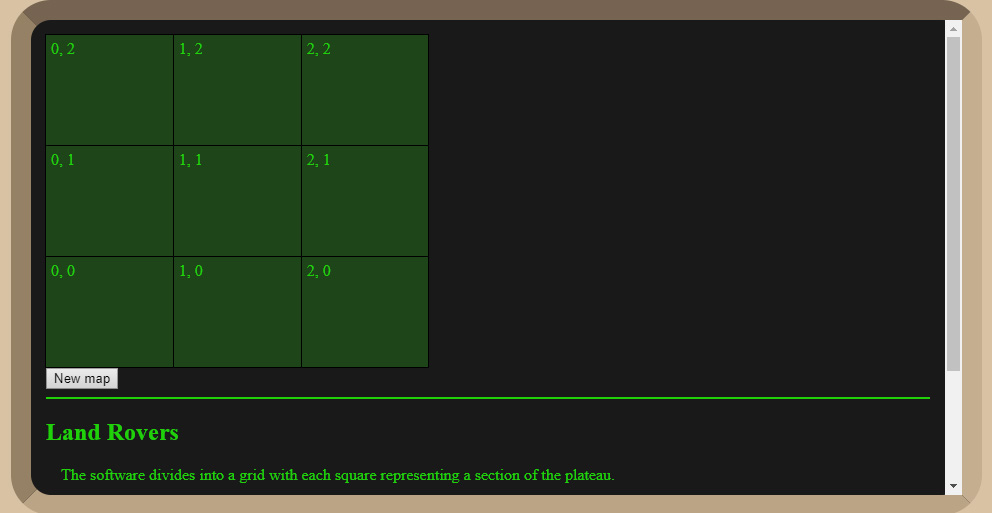 0, 2 1, 2 2, 2
0, 1 1, 1 2, 1
0, 0 1, 0 2, 0
New map
Land Rovers
The software divides into a grid with each square representing a section of the plateau.